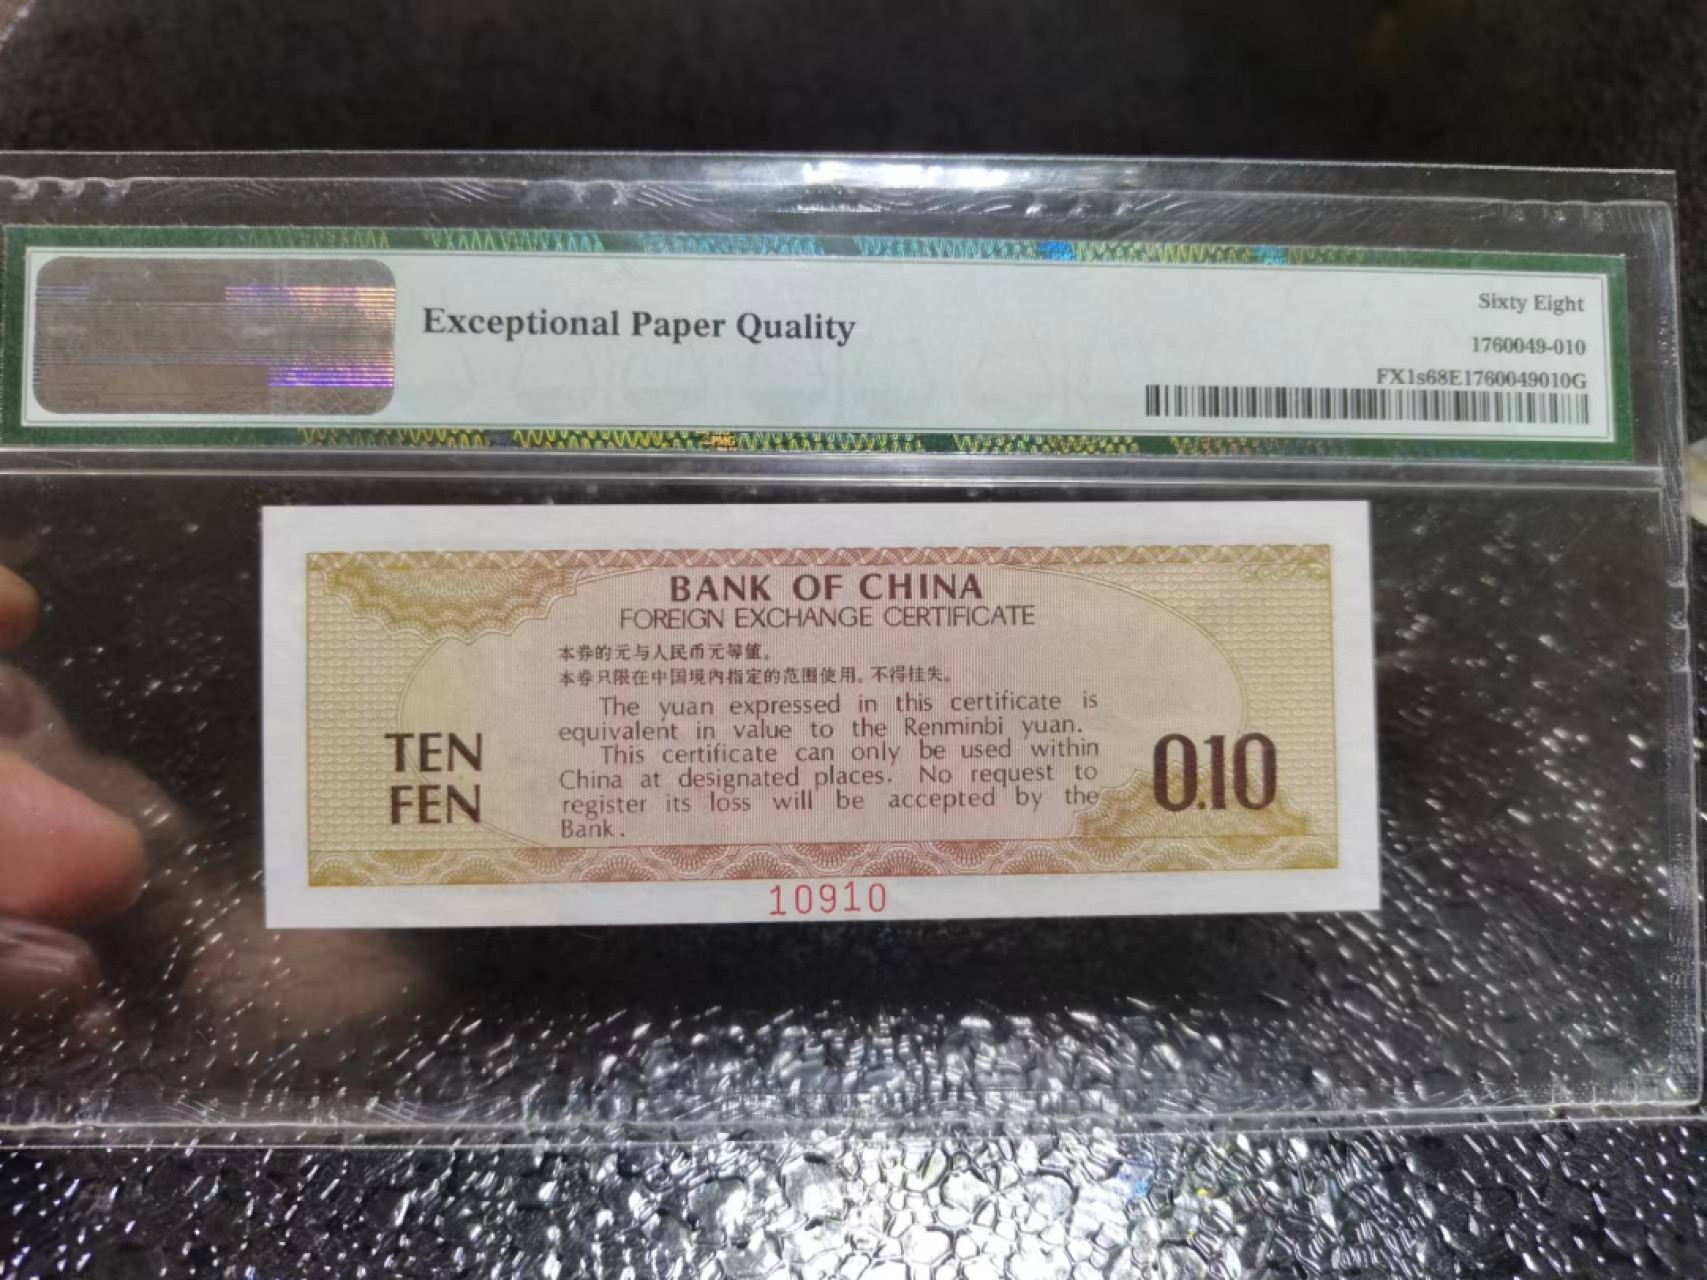 Exceptional Paper Quality
Sixty Eight
1760049-010
FX1s68E1760049010G
PMG
BANK OF CHINA
FOREIGN EXCHANGE CERTIFICATE
本券的元与人民币元等值。
本券只限在中国境内指定的范围使用。不得挂失。
The yuan expressed in this certificate is
equivalent in value to the Renminbi yuan.
This certificate can only be used within
China at designated places. No request to
register its loss will be accepted by the
Bank.
TEN
FEN
0.10
10910